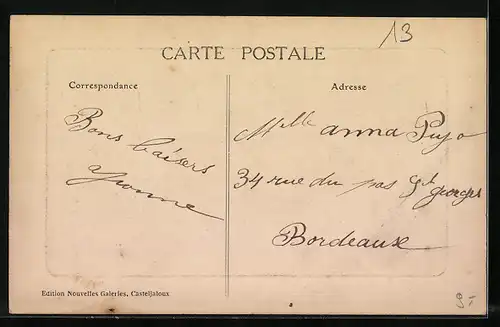 13
CARTE POSTALE
Correspondance
Adresse
Bons baisers
Yvonne
Mlle anna Pujo
34 rue du pas St georges
Bordeaux
Edition Nouvelles Galeries, Casteljaloux